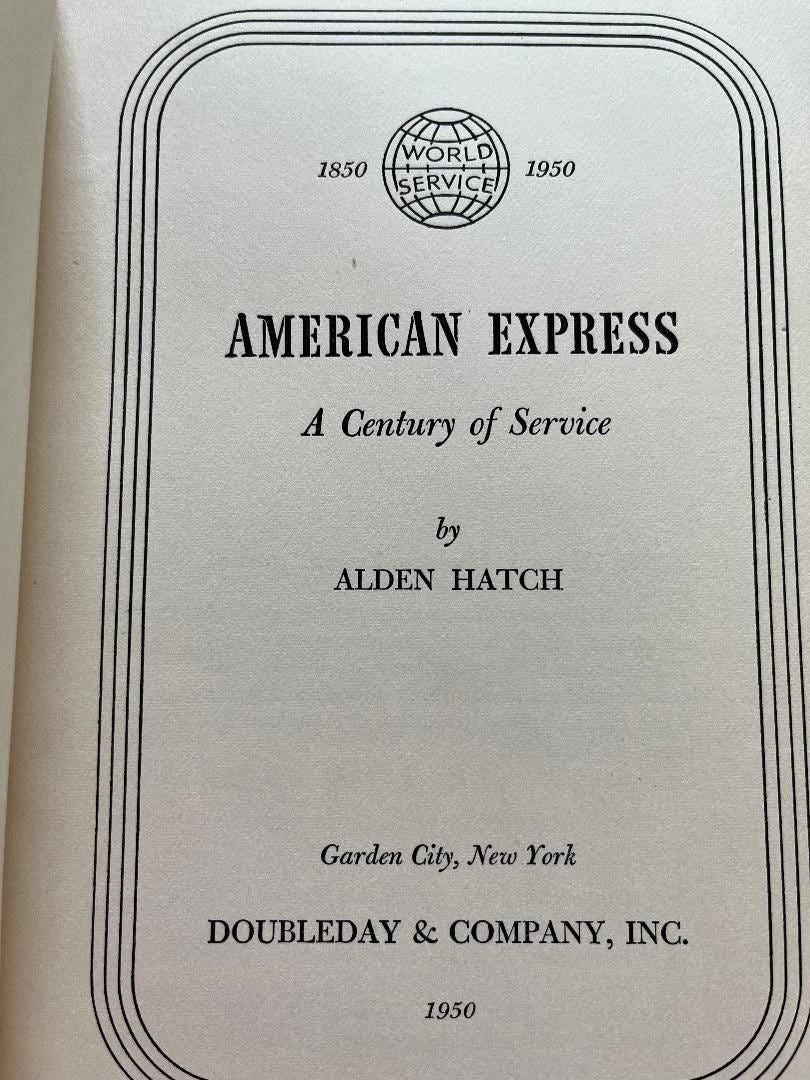 1850 WORLD SERVICE 1950
AMERICAN EXPRESS
A Century of Service
by
ALDEN HATCH
Garden City, New York
DOUBLEDAY & COMPANY, INC.
1950